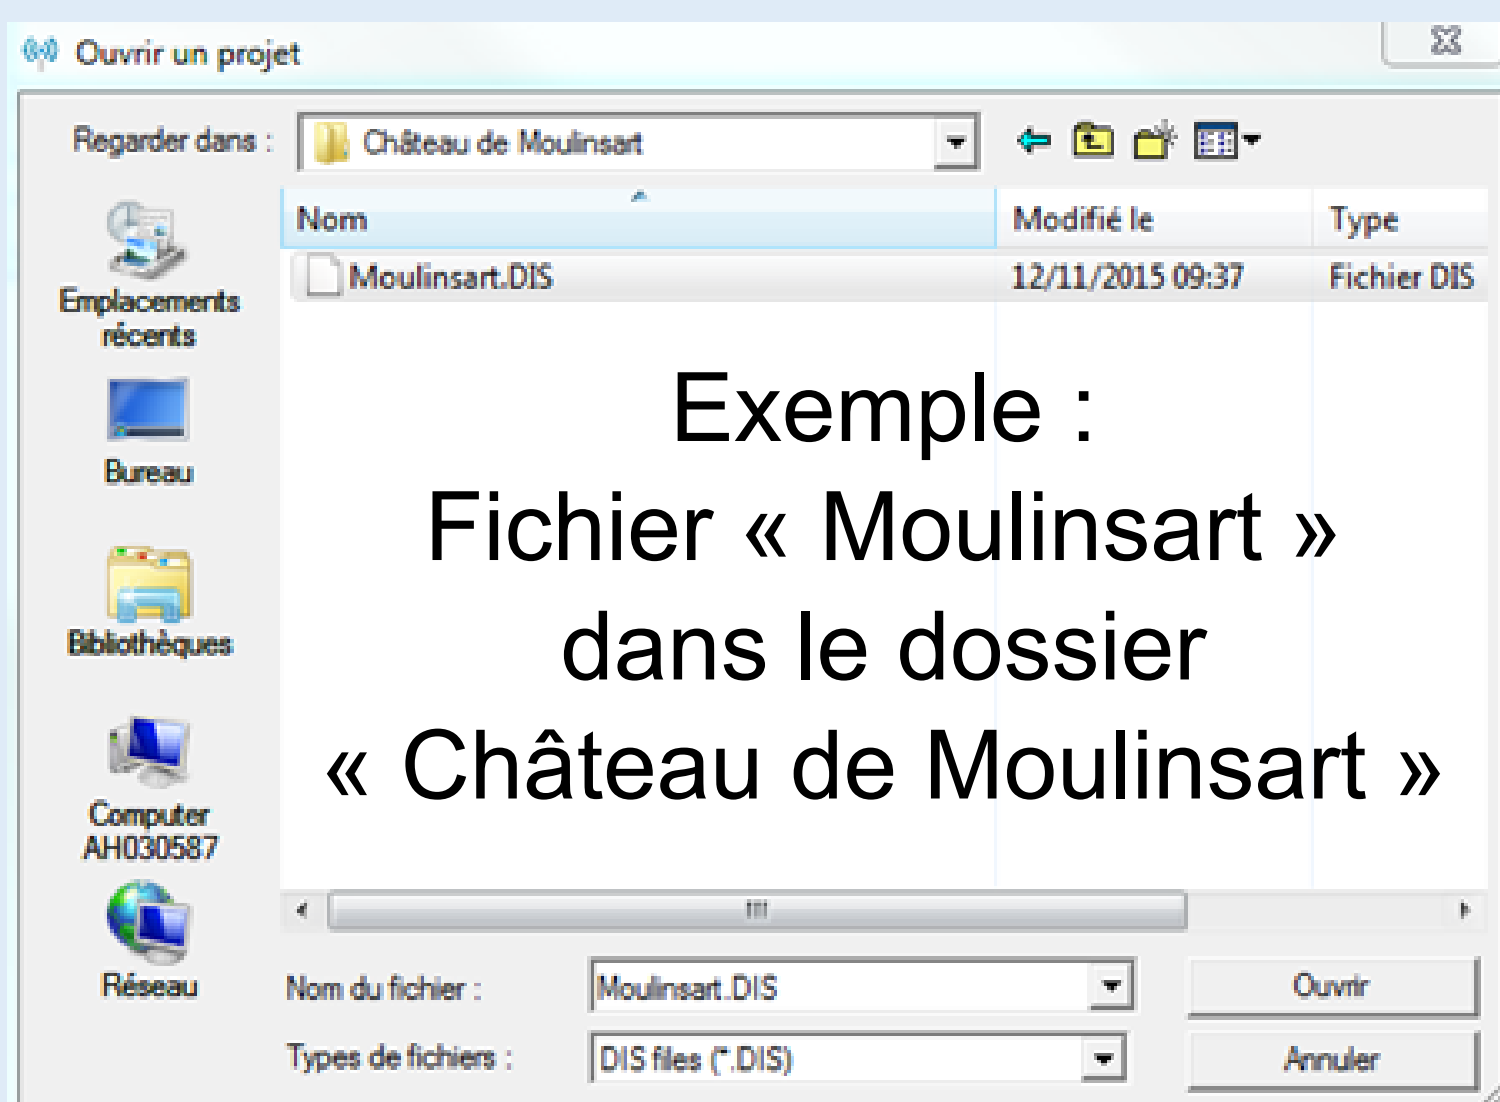 Ouvrir un projet
Regarder dans :
Château de Moulinsart
Nom
Modifié le
Type
Moulinsart.DIS
12/11/2015 09:37
Fichier DIS
Emplacements
récents
Bureau
Bibliothèques
Computer
AH030587
Réseau
Exemple :
Fichier « Moulinsart »
dans le dossier
« Château de Moulinsart »
Nom du fichier :
Moulinsart.DIS
Ouvrir
Types de fichiers :
DIS files (*.DIS)
Annuler